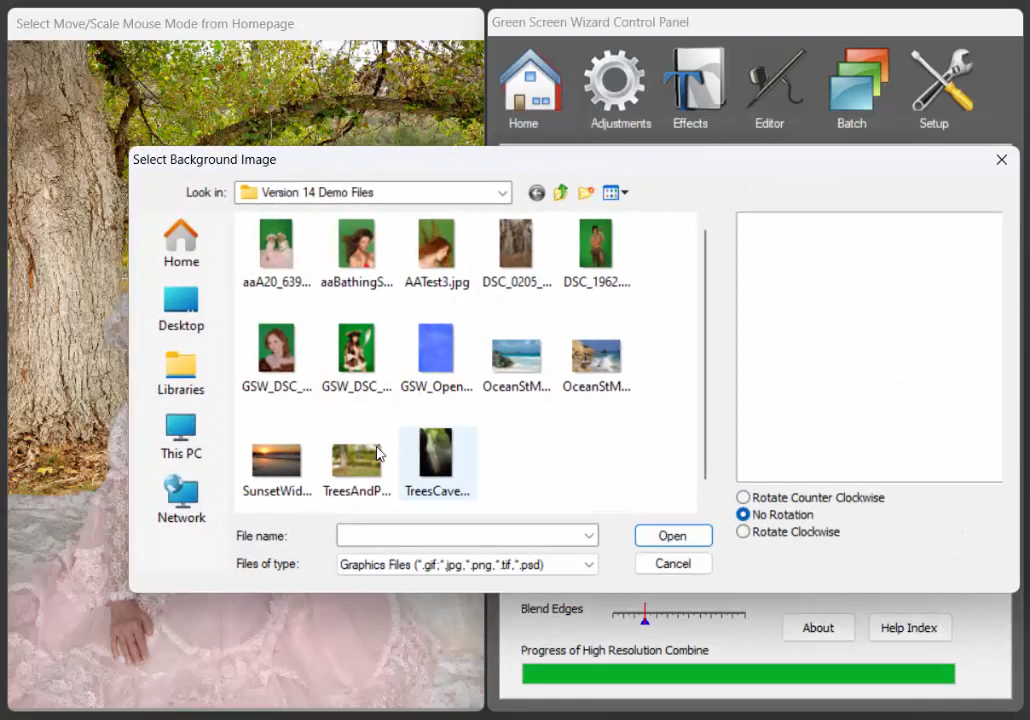 Select Move/Scale Mouse Mode from Homepage
Green Screen Wizard Control Panel
Home
Adjustments
Effects
Editor
Batch
Setup
Select Background Image
Look in:
Version 14 Demo Files
Home
Desktop
Libraries
This PC
Network
aaA20_639...
aaBathingS...
AATest3.jpg
DSC_0205_...
DSC_1962....
GSW_DSC_...
GSW_DSC_...
GSW_Open...
OceanStM...
OceanStM...
SunsetWid...
TreesAndP...
TreesCave...
Rotate Counter Clockwise
No Rotation
Rotate Clockwise
File name:
Open
Files of type:
Graphics Files (*.gif;*.jpg,*.png,*.tif,*.psd)
Cancel
Blend Edges
About
Help Index
Progress of High Resolution Combine